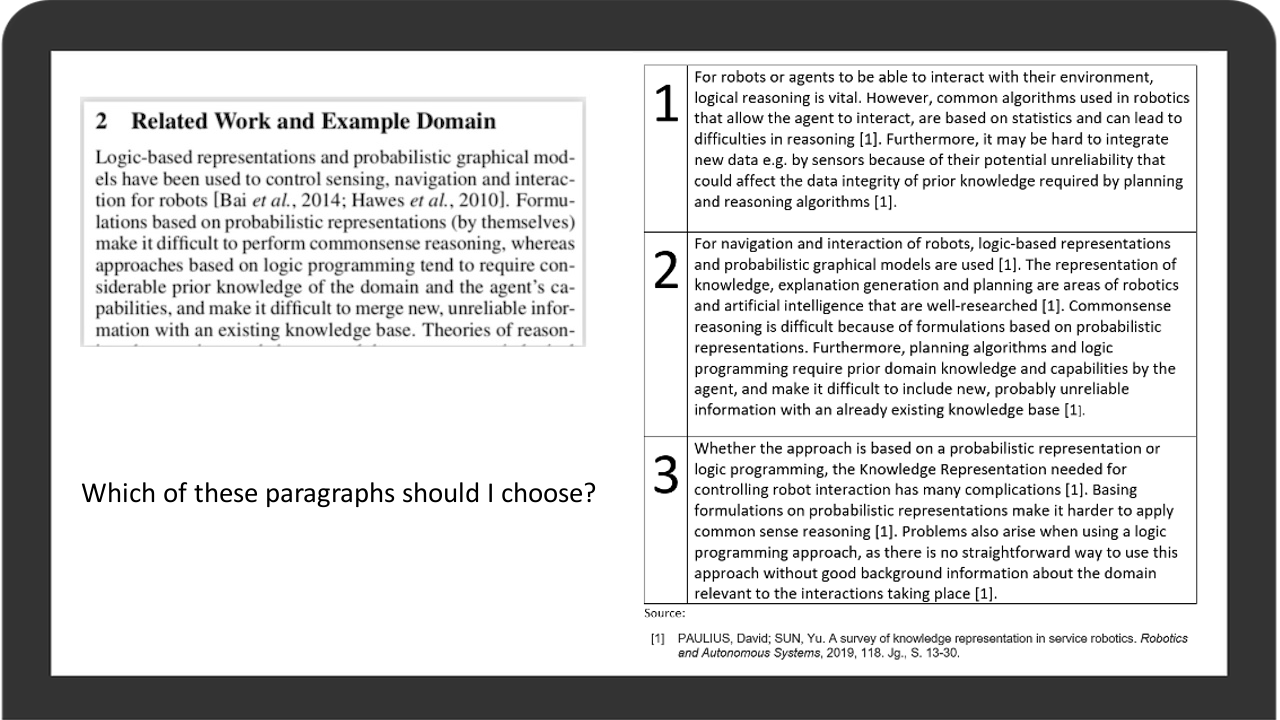 2 Related Work and Example Domain
Logic-based representations and probabilistic graphical mod-
els have been used to control sensing, navigation and interac-
tion for robots [Bai et al., 2014; Hawes et al., 2010]. Formu-
lations based on probabilistic representations (by themselves)
make it difficult to perform commonsense reasoning, whereas
approaches based on logic programming tend to require con-
siderable prior knowledge of the domain and the agent's ca-
pabilities, and make it difficult to merge new, unreliable infor-
mation with an existing knowledge base. Theories of reason-
Which of these paragraphs should I choose?
1
For robots or agents to be able to interact with their environment,
logical reasoning is vital. However, common algorithms used in robotics
that allow the agent to interact, are based on statistics and can lead to
difficulties in reasoning [1]. Furthermore, it may be hard to integrate
new data e.g. by sensors because of their potential unreliability that
could affect the data integrity of prior knowledge required by planning
and reasoning algorithms [1].
2
For navigation and interaction of robots, logic-based representations
and probabilistic graphical models are used [1]. The representation of
knowledge, explanation generation and planning are areas of robotics
and artificial intelligence that are well-researched [1]. Commonsense
reasoning is difficult because of formulations based on probabilistic
representations. Furthermore, planning algorithms and logic
programming require prior domain knowledge and capabilities by the
agent, and make it difficult to include new, probably unreliable
information with an already existing knowledge base [1].
3
Whether the approach is based on a probabilistic representation or
logic programming, the Knowledge Representation needed for
controlling robot interaction has many complications [1]. Basing
formulations on probabilistic representations make it harder to apply
common sense reasoning [1]. Problems also arise when using a logic
programming approach, as there is no straightforward way to use this
approach without good background information about the domain
relevant to the interactions taking place [1].
Source:
[1] PAULIUS, David; SUN, Yu. A survey of knowledge representation in service robotics. Robotics
and Autonomous Systems, 2019, 118. Jg., S. 13-30.